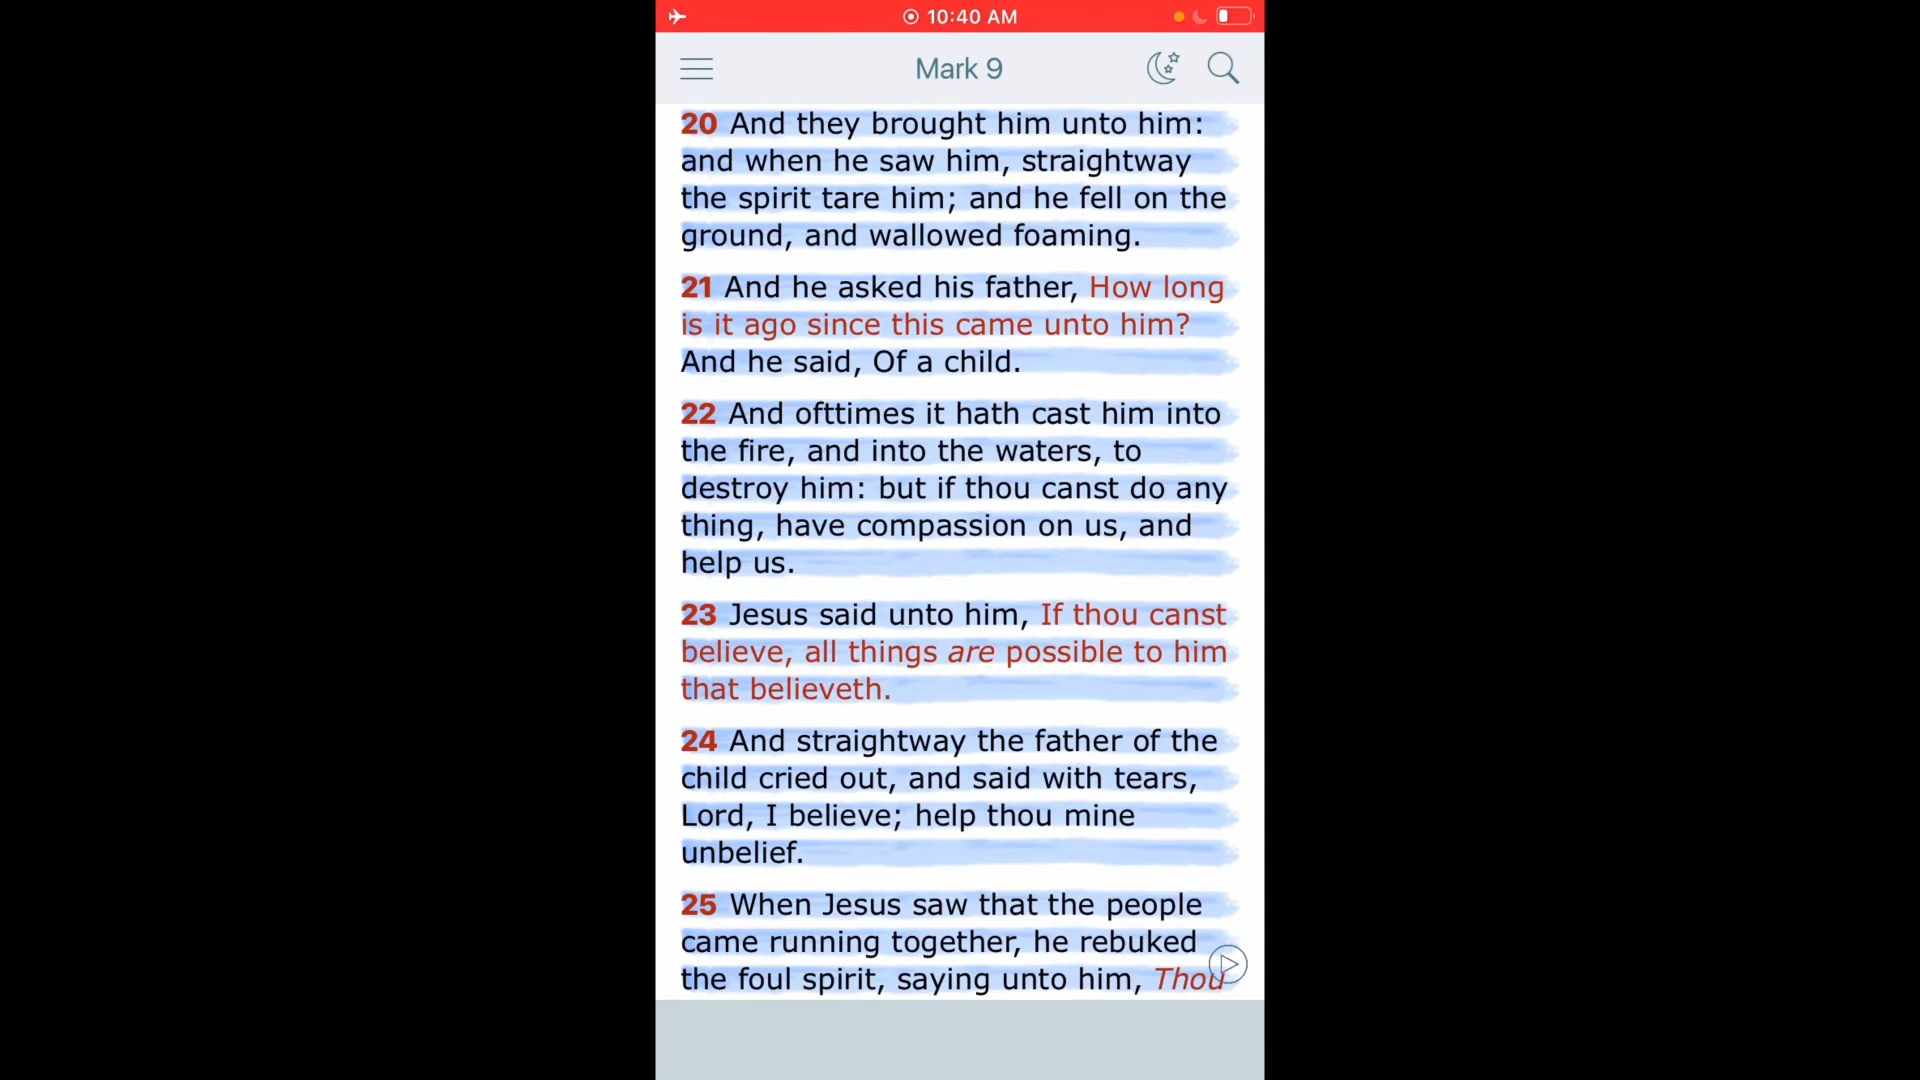 10:40 AM
Mark 9
20 And they brought him unto him:
and when he saw him, straightway
the spirit tare him; and he fell on the
ground, and wallowed foaming.
21 And he asked his father, How long
is it ago since this came unto him?
And he said, Of a child.
22 And ofttimes it hath cast him into
the fire, and into the waters, to
destroy him: but if thou canst do any
thing, have compassion on us, and
help us.
23 Jesus said unto him, If thou canst
believe, all things are possible to him
that believeth.
24 And straightway the father of the
child cried out, and said with tears,
Lord, I believe; help thou mine
unbelief.
25 When Jesus saw that the people
came running together, he rebuked
the foul spirit, saying unto him, Thou